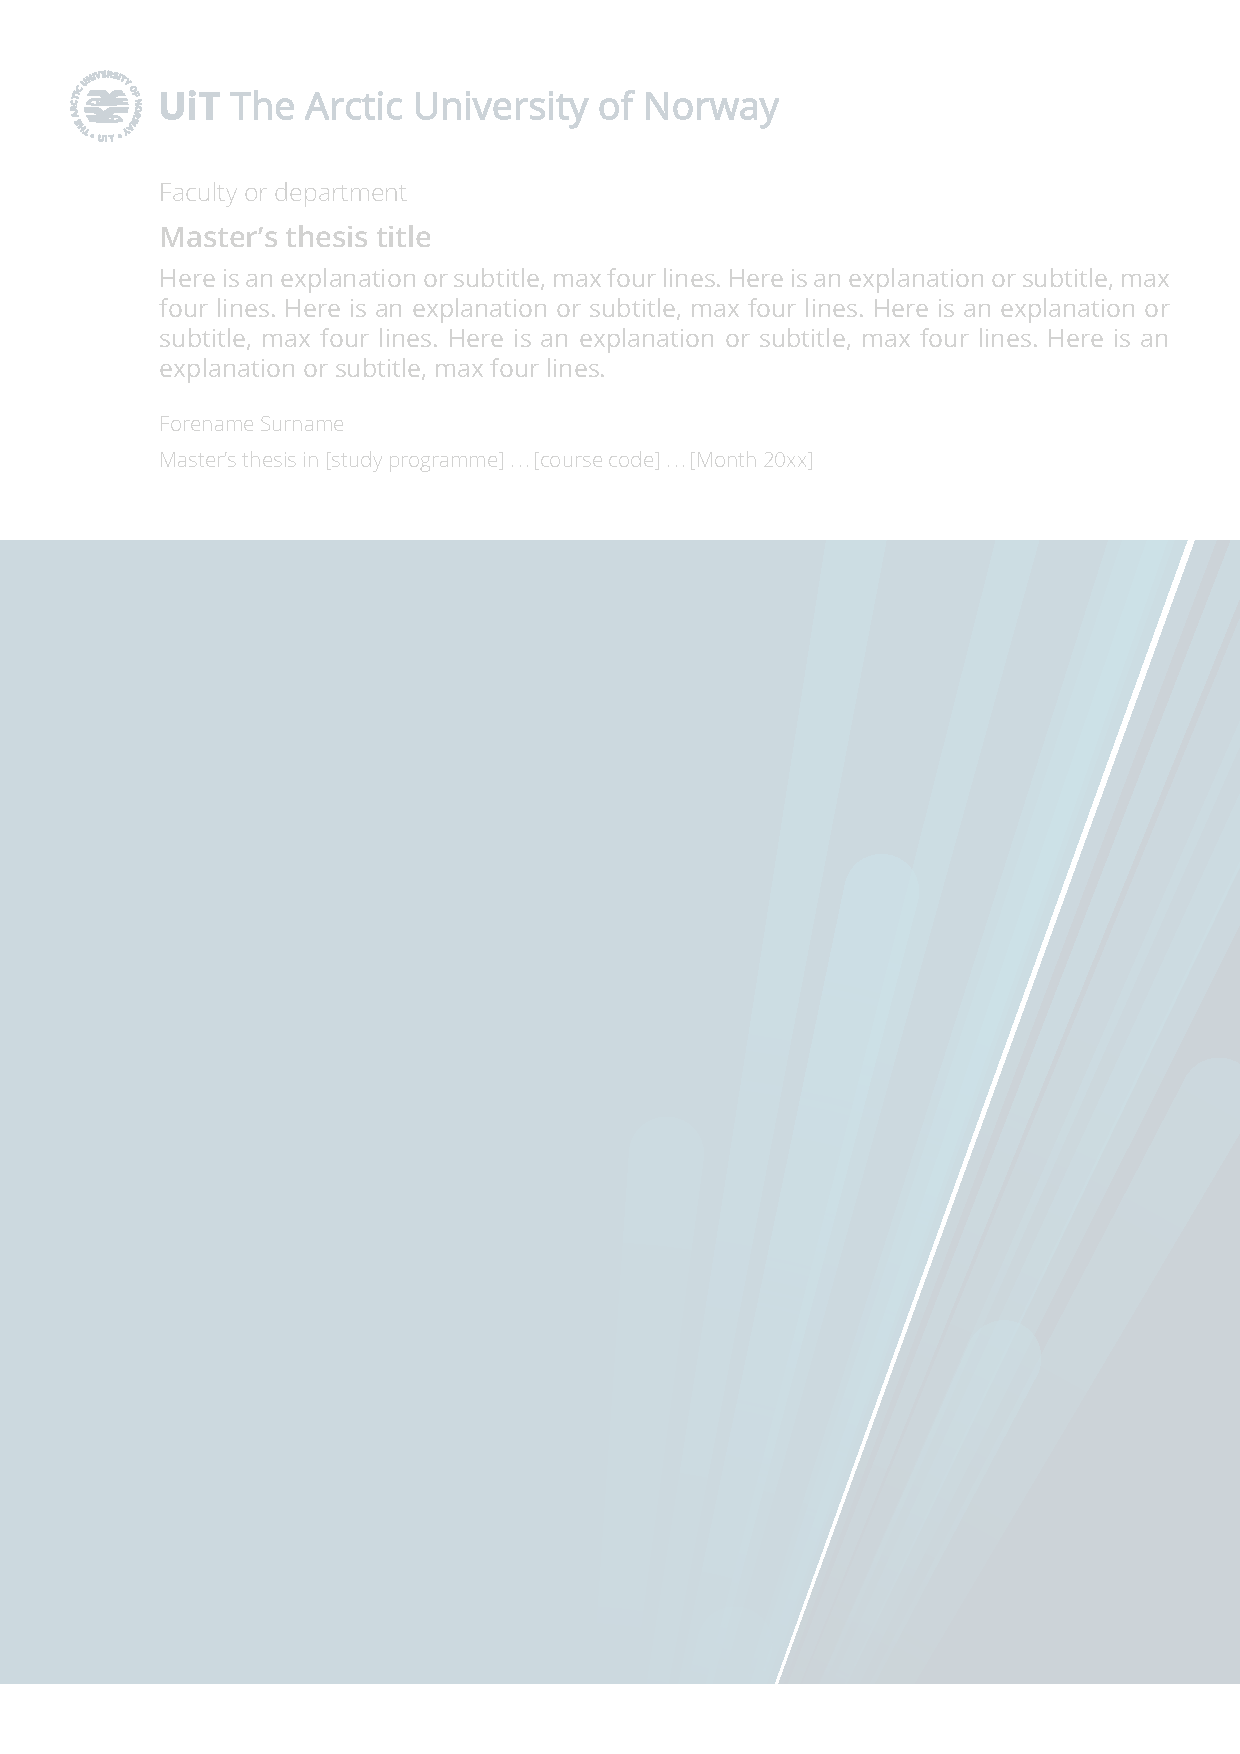 THE ARCTIC UNIVERSITY OF NORWAY • UiT •
UiT The Arctic University of Norway
Faculty or department
Master’s thesis title
Here is an explanation or subtitle, max four lines. Here is an explanation or subtitle, max
four lines. Here is an explanation or subtitle, max four lines. Here is an explanation or
subtitle, max four lines. Here is an explanation or subtitle, max four lines. Here is an
explanation or subtitle, max four lines.
Forename Surname
Master’s thesis in [study programme] ... [course code] ... [Month 20xx]